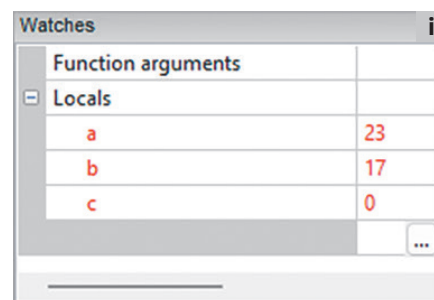 Watches i
Function arguments
Locals
a 23
b 17
c 0
...